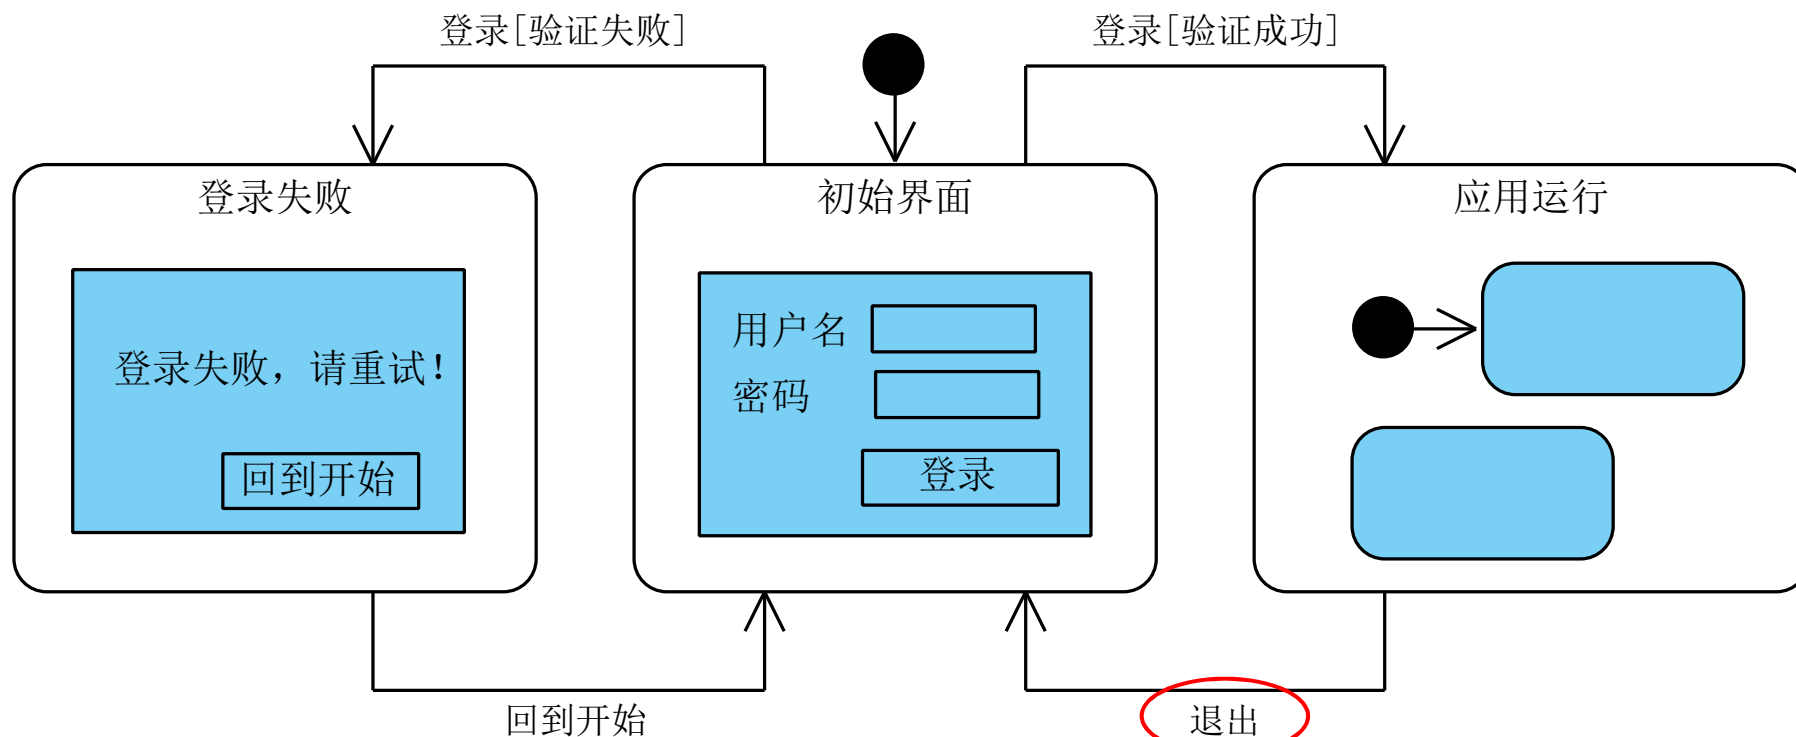 登录[验证失败]
登录[验证成功]
登录失败
初始界面
应用运行
登录失败，请重试！
回到开始
用户名
密码
登录
回到开始
退出